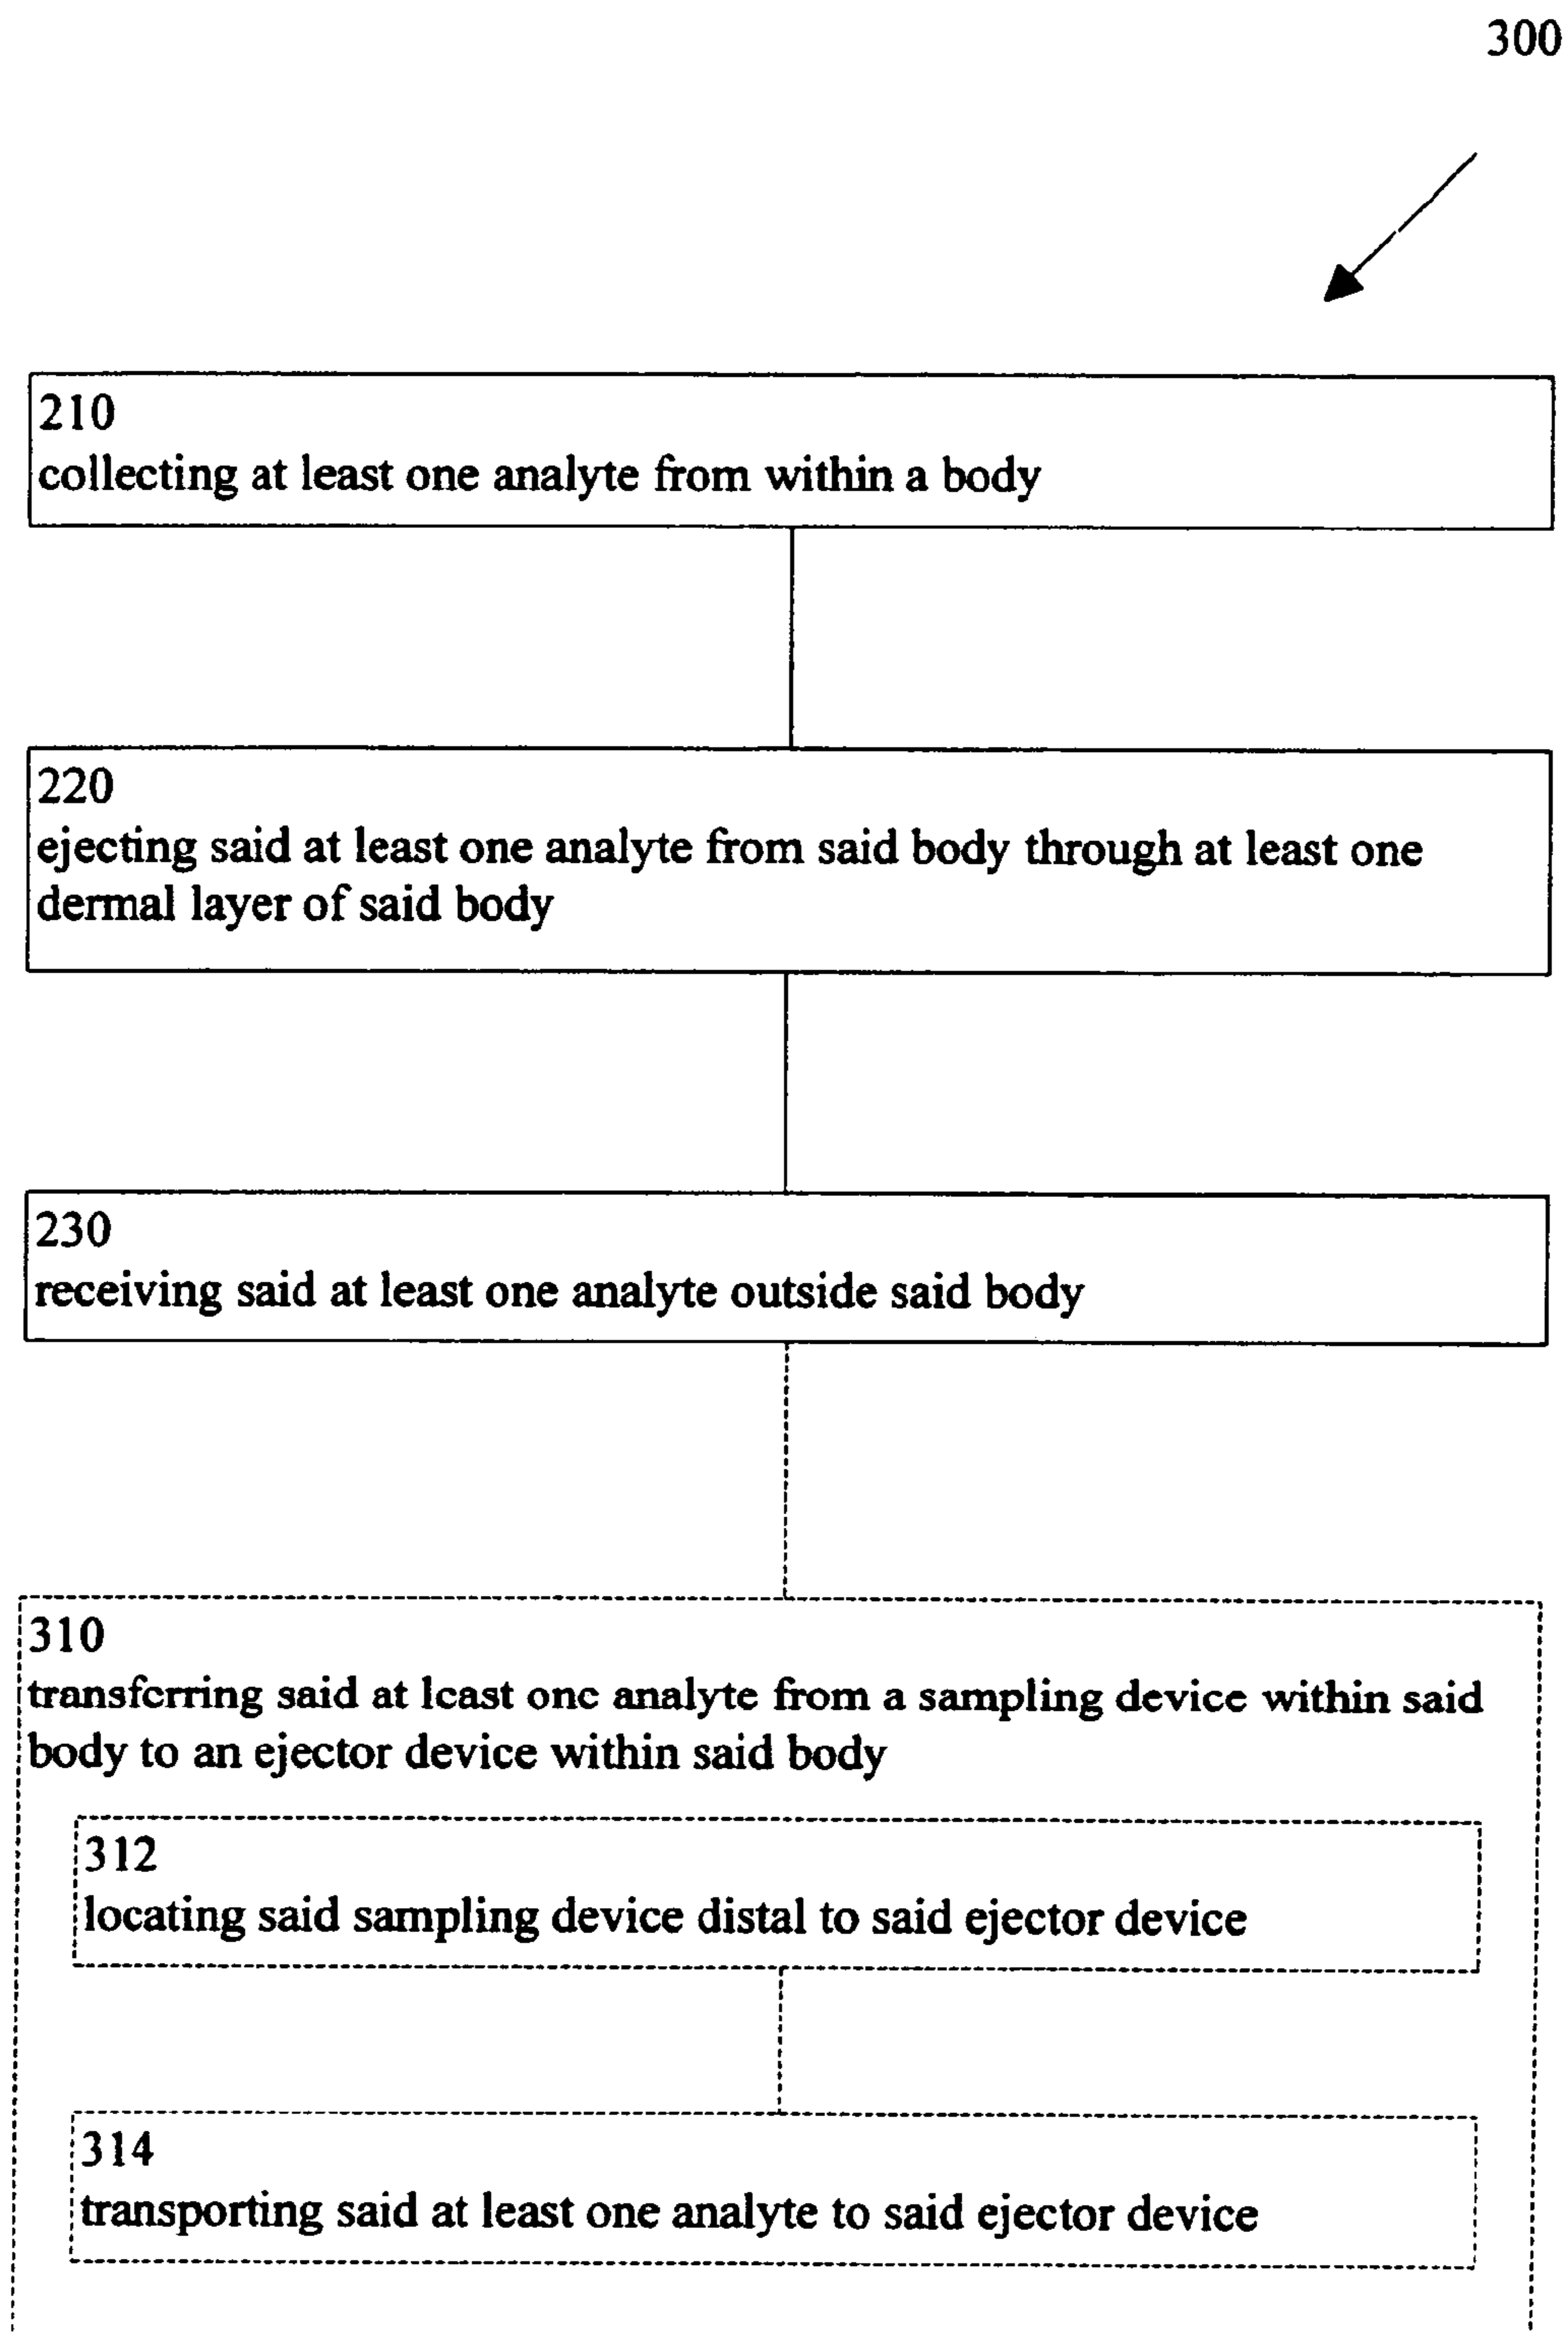 300
210
collecting at least one analyte from within a body
220
ejecting said at least one analyte from said body through at least one
dermal layer of said body
230
receiving said at least one analyte outside said body
310
transferring said at least one analyte from a sampling device within said
body to an ejector device within said body
312
locating said sampling device distal to said ejector device
314
transporting said at least one analyte to said ejector device